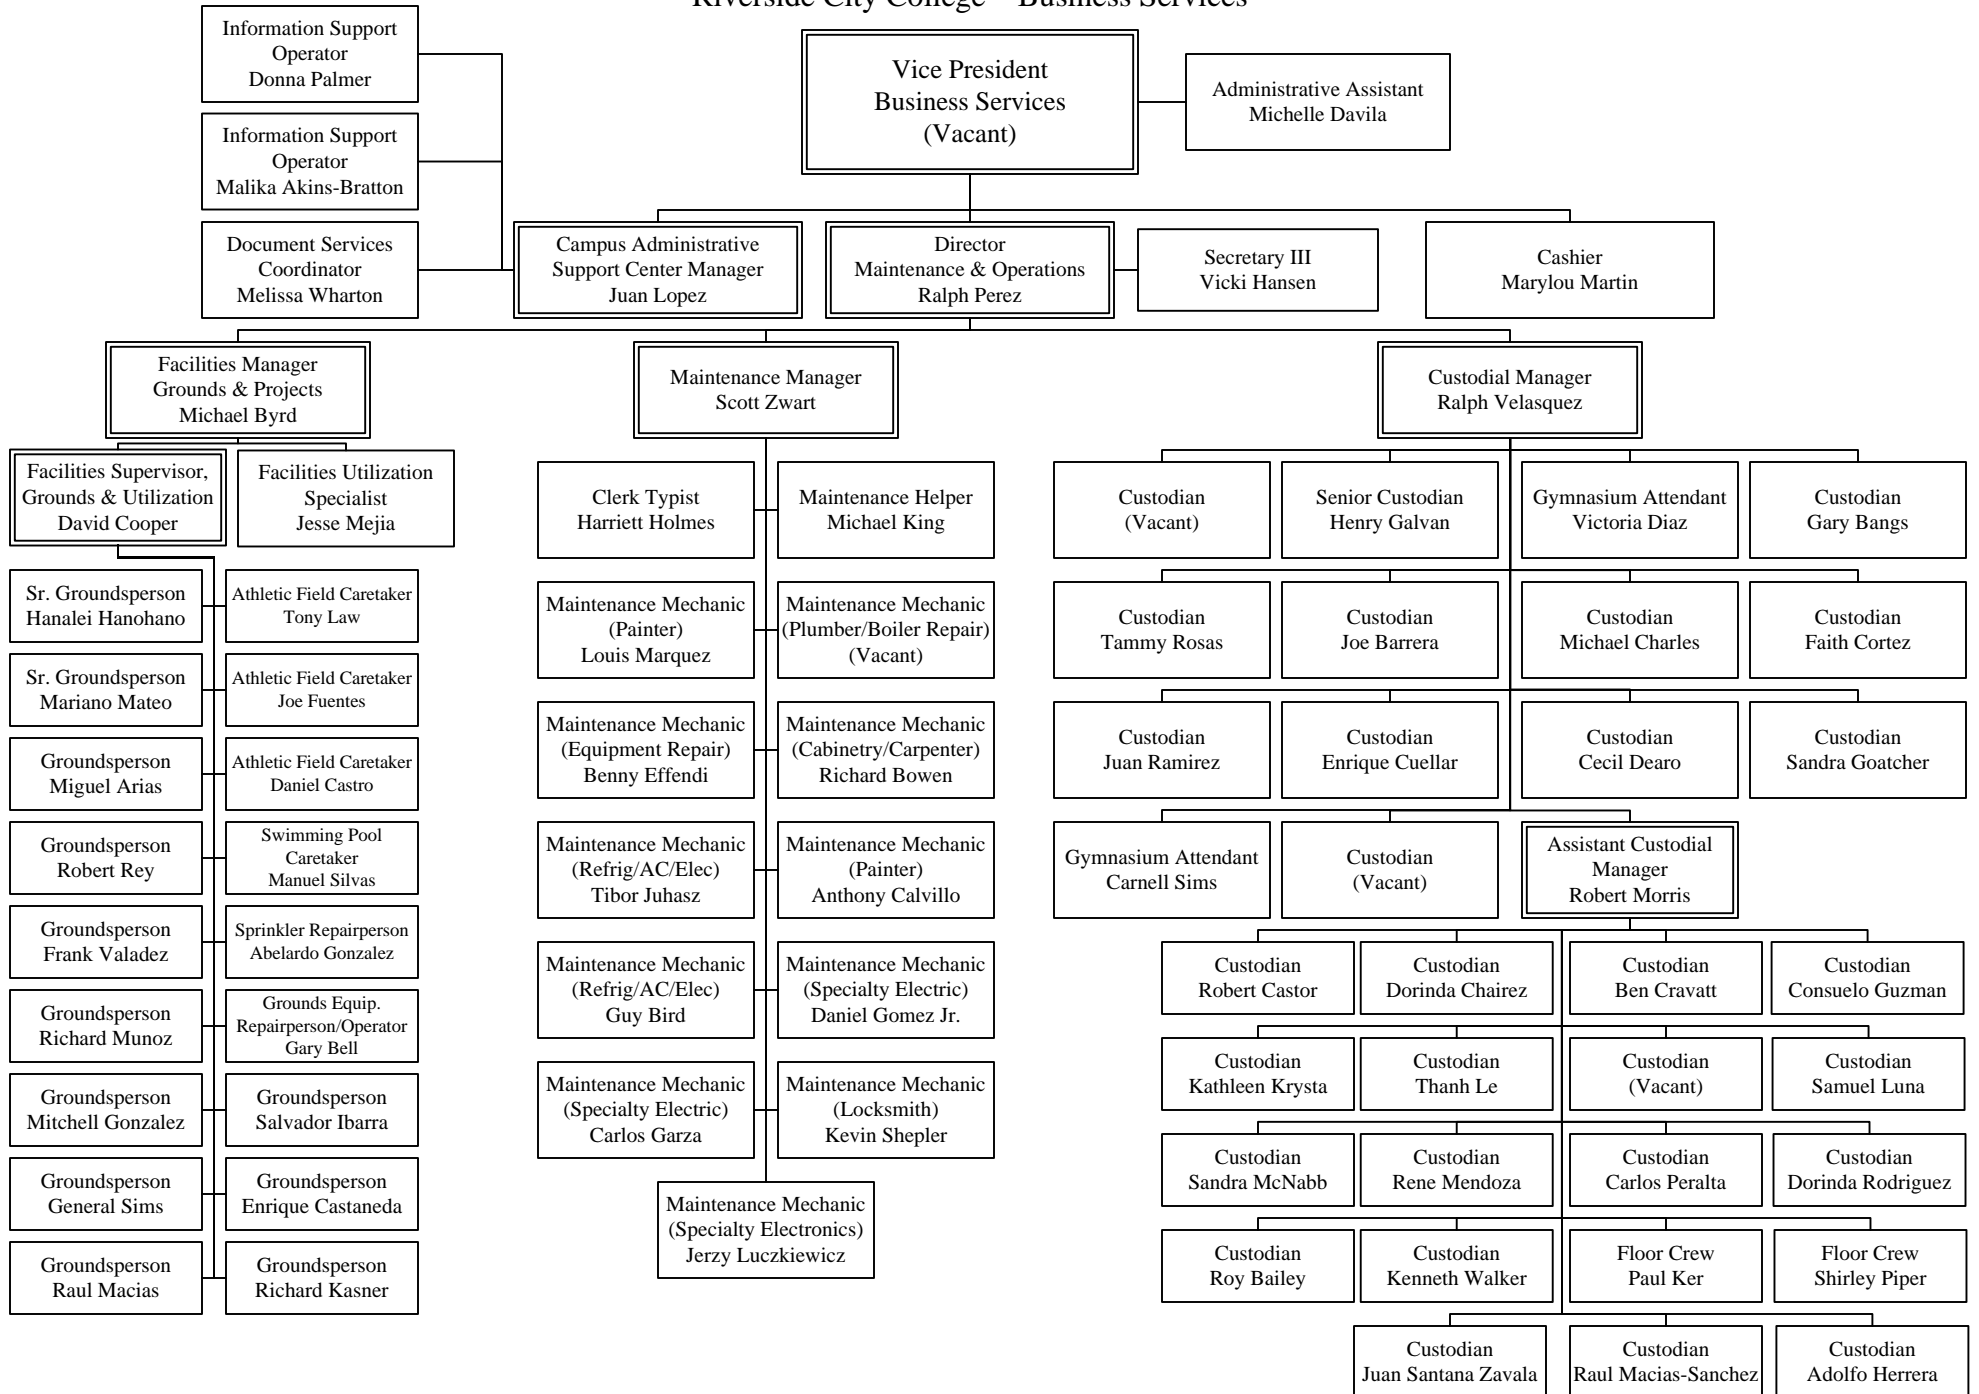 Riverside City College – Business Services
Information Support
Operator
Donna Palmer
Vice President
Business Services
(Vacant)
Administrative Assistant
Michelle Davila
Information Support
Operator
Malika Akins-Bratton
Document Services
Coordinator
Melissa Wharton
Campus Administrative
Support Center Manager
Juan Lopez
Director
Maintenance & Operations
Ralph Perez
Secretary III
Vicki Hansen
Cashier
Marylou Martin
Facilities Manager
Grounds & Projects
Michael Byrd
Maintenance Manager
Scott Zwart
Custodial Manager
Ralph Velasquez
Facilities Supervisor,
Grounds & Utilization
David Cooper
Facilities Utilization
Specialist
Jesse Mejia
Sr. Groundsperson
Hanalei Hanohano
Athletic Field Caretaker
Tony Law
Sr. Groundsperson
Mariano Mateo
Athletic Field Caretaker
Joe Fuentes
Groundsperson
Miguel Arias
Athletic Field Caretaker
Daniel Castro
Groundsperson
Robert Rey
Swimming Pool
Caretaker
Manuel Silvas
Groundsperson
Frank Valadez
Sprinkler Repairperson
Abelardo Gonzalez
Groundsperson
Richard Munoz
Grounds Equip.
Repairperson/Operator
Gary Bell
Groundsperson
Mitchell Gonzalez
Groundsperson
Salvador Ibarra
Groundsperson
General Sims
Groundsperson
Enrique Castaneda
Groundsperson
Raul Macias
Groundsperson
Richard Kasner
Clerk Typist
Harriett Holmes
Maintenance Helper
Michael King
Maintenance Mechanic
(Painter)
Louis Marquez
Maintenance Mechanic
(Plumber/Boiler Repair)
(Vacant)
Maintenance Mechanic
(Equipment Repair)
Benny Effendi
Maintenance Mechanic
(Cabinetry/Carpenter)
Richard Bowen
Maintenance Mechanic
(Refrig/AC/Elec)
Tibor Juhasz
Maintenance Mechanic
(Painter)
Anthony Calvillo
Maintenance Mechanic
(Refrig/AC/Elec)
Guy Bird
Maintenance Mechanic
(Specialty Electric)
Daniel Gomez Jr.
Maintenance Mechanic
(Specialty Electric)
Carlos Garza
Maintenance Mechanic
(Locksmith)
Kevin Shepler
Maintenance Mechanic
(Specialty Electronics)
Jerzy Luczkiewicz
Custodian
(Vacant)
Senior Custodian
Henry Galvan
Gymnasium Attendant
Victoria Diaz
Custodian
Gary Bangs
Custodian
Tammy Rosas
Custodian
Joe Barrera
Custodian
Michael Charles
Custodian
Faith Cortez
Custodian
Juan Ramirez
Custodian
Enrique Cuellar
Custodian
Cecil Dearo
Custodian
Sandra Goatcher
Gymnasium Attendant
Carnell Sims
Custodian
(Vacant)
Assistant Custodial
Manager
Robert Morris
Custodian
Robert Castor
Custodian
Dorinda Chairez
Custodian
Ben Cravatt
Custodian
Consuelo Guzman
Custodian
Kathleen Krysta
Custodian
Thanh Le
Custodian
(Vacant)
Custodian
Samuel Luna
Custodian
Sandra McNabb
Custodian
Rene Mendoza
Custodian
Carlos Peralta
Custodian
Dorinda Rodriguez
Custodian
Roy Bailey
Custodian
Kenneth Walker
Floor Crew
Paul Ker
Floor Crew
Shirley Piper
Custodian
Juan Santana Zavala
Custodian
Raul Macias-Sanchez
Custodian
Adolfo Herrera